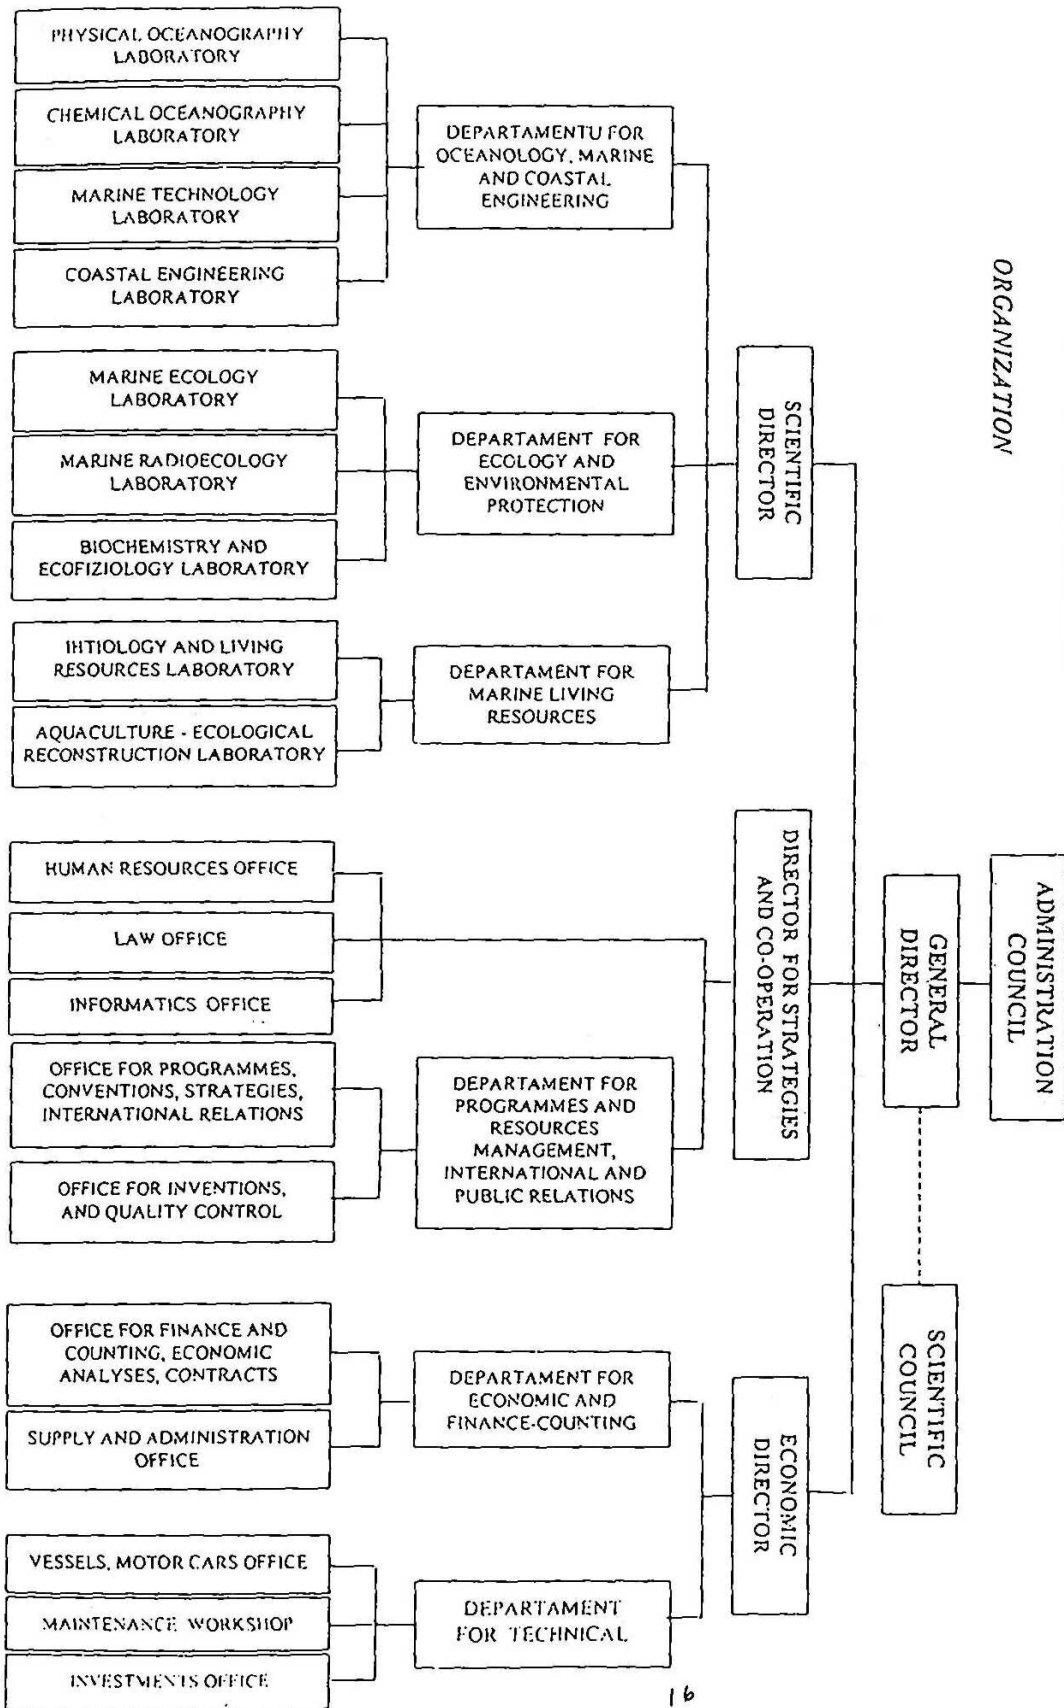 ORGANIZATION
ADMINISTRATION
COUNCIL
GENERAL
DIRECTOR
SCIENTIFIC
COUNCIL
SCIENTIFIC
DIRECTOR
DIRECTOR FOR STRATEGIES
AND CO-OPERATION
ECONOMIC
DIRECTOR
DEPARTAMENTU FOR
OCEANOLOGY, MARINE
AND COASTAL
ENGINEERING
PHYSICAL OCEANOGRAPHY
LABORATORY
CHEMICAL OCEANOGRAPHY
LABORATORY
MARINE TECHNOLOGY
LABORATORY
COASTAL ENGINEERING
LABORATORY
DEPARTAMENT FOR
ECOLOGY AND
ENVIRONMENTAL
PROTECTION
MARINE ECOLOGY
LABORATORY
MARINE RADIOECOLOGY
LABORATORY
BIOCHEMISTRY AND
ECOFIZIOLOGY LABORATORY
DEPARTAMENT FOR
MARINE LIVING
RESOURCES
IHTIOLOGY AND LIVING
RESOURCES LABORATORY
AQUACULTURE - ECOLOGICAL
RECONSTRUCTION LABORATORY
HUMAN RESOURCES OFFICE
LAW OFFICE
INFORMATICS OFFICE
DEPARTAMENT FOR
PROGRAMMES AND
RESOURCES
MANAGEMENT,
INTERNATIONAL AND
PUBLIC RELATIONS
OFFICE FOR PROGRAMMES,
CONVENTIONS, STRATEGIES,
INTERNATIONAL RELATIONS
OFFICE FOR INVENTIONS,
AND QUALITY CONTROL
DEPARTAMENT FOR
ECONOMIC AND
FINANCE-COUNTING
OFFICE FOR FINANCE AND
COUNTING, ECONOMIC
ANALYSES, CONTRACTS
SUPPLY AND ADMINISTRATION
OFFICE
DEPARTAMENT
FOR TECHNICAL
VESSELS, MOTOR CARS OFFICE
MAINTENANCE WORKSHOP
INVESTMENTS OFFICE
16